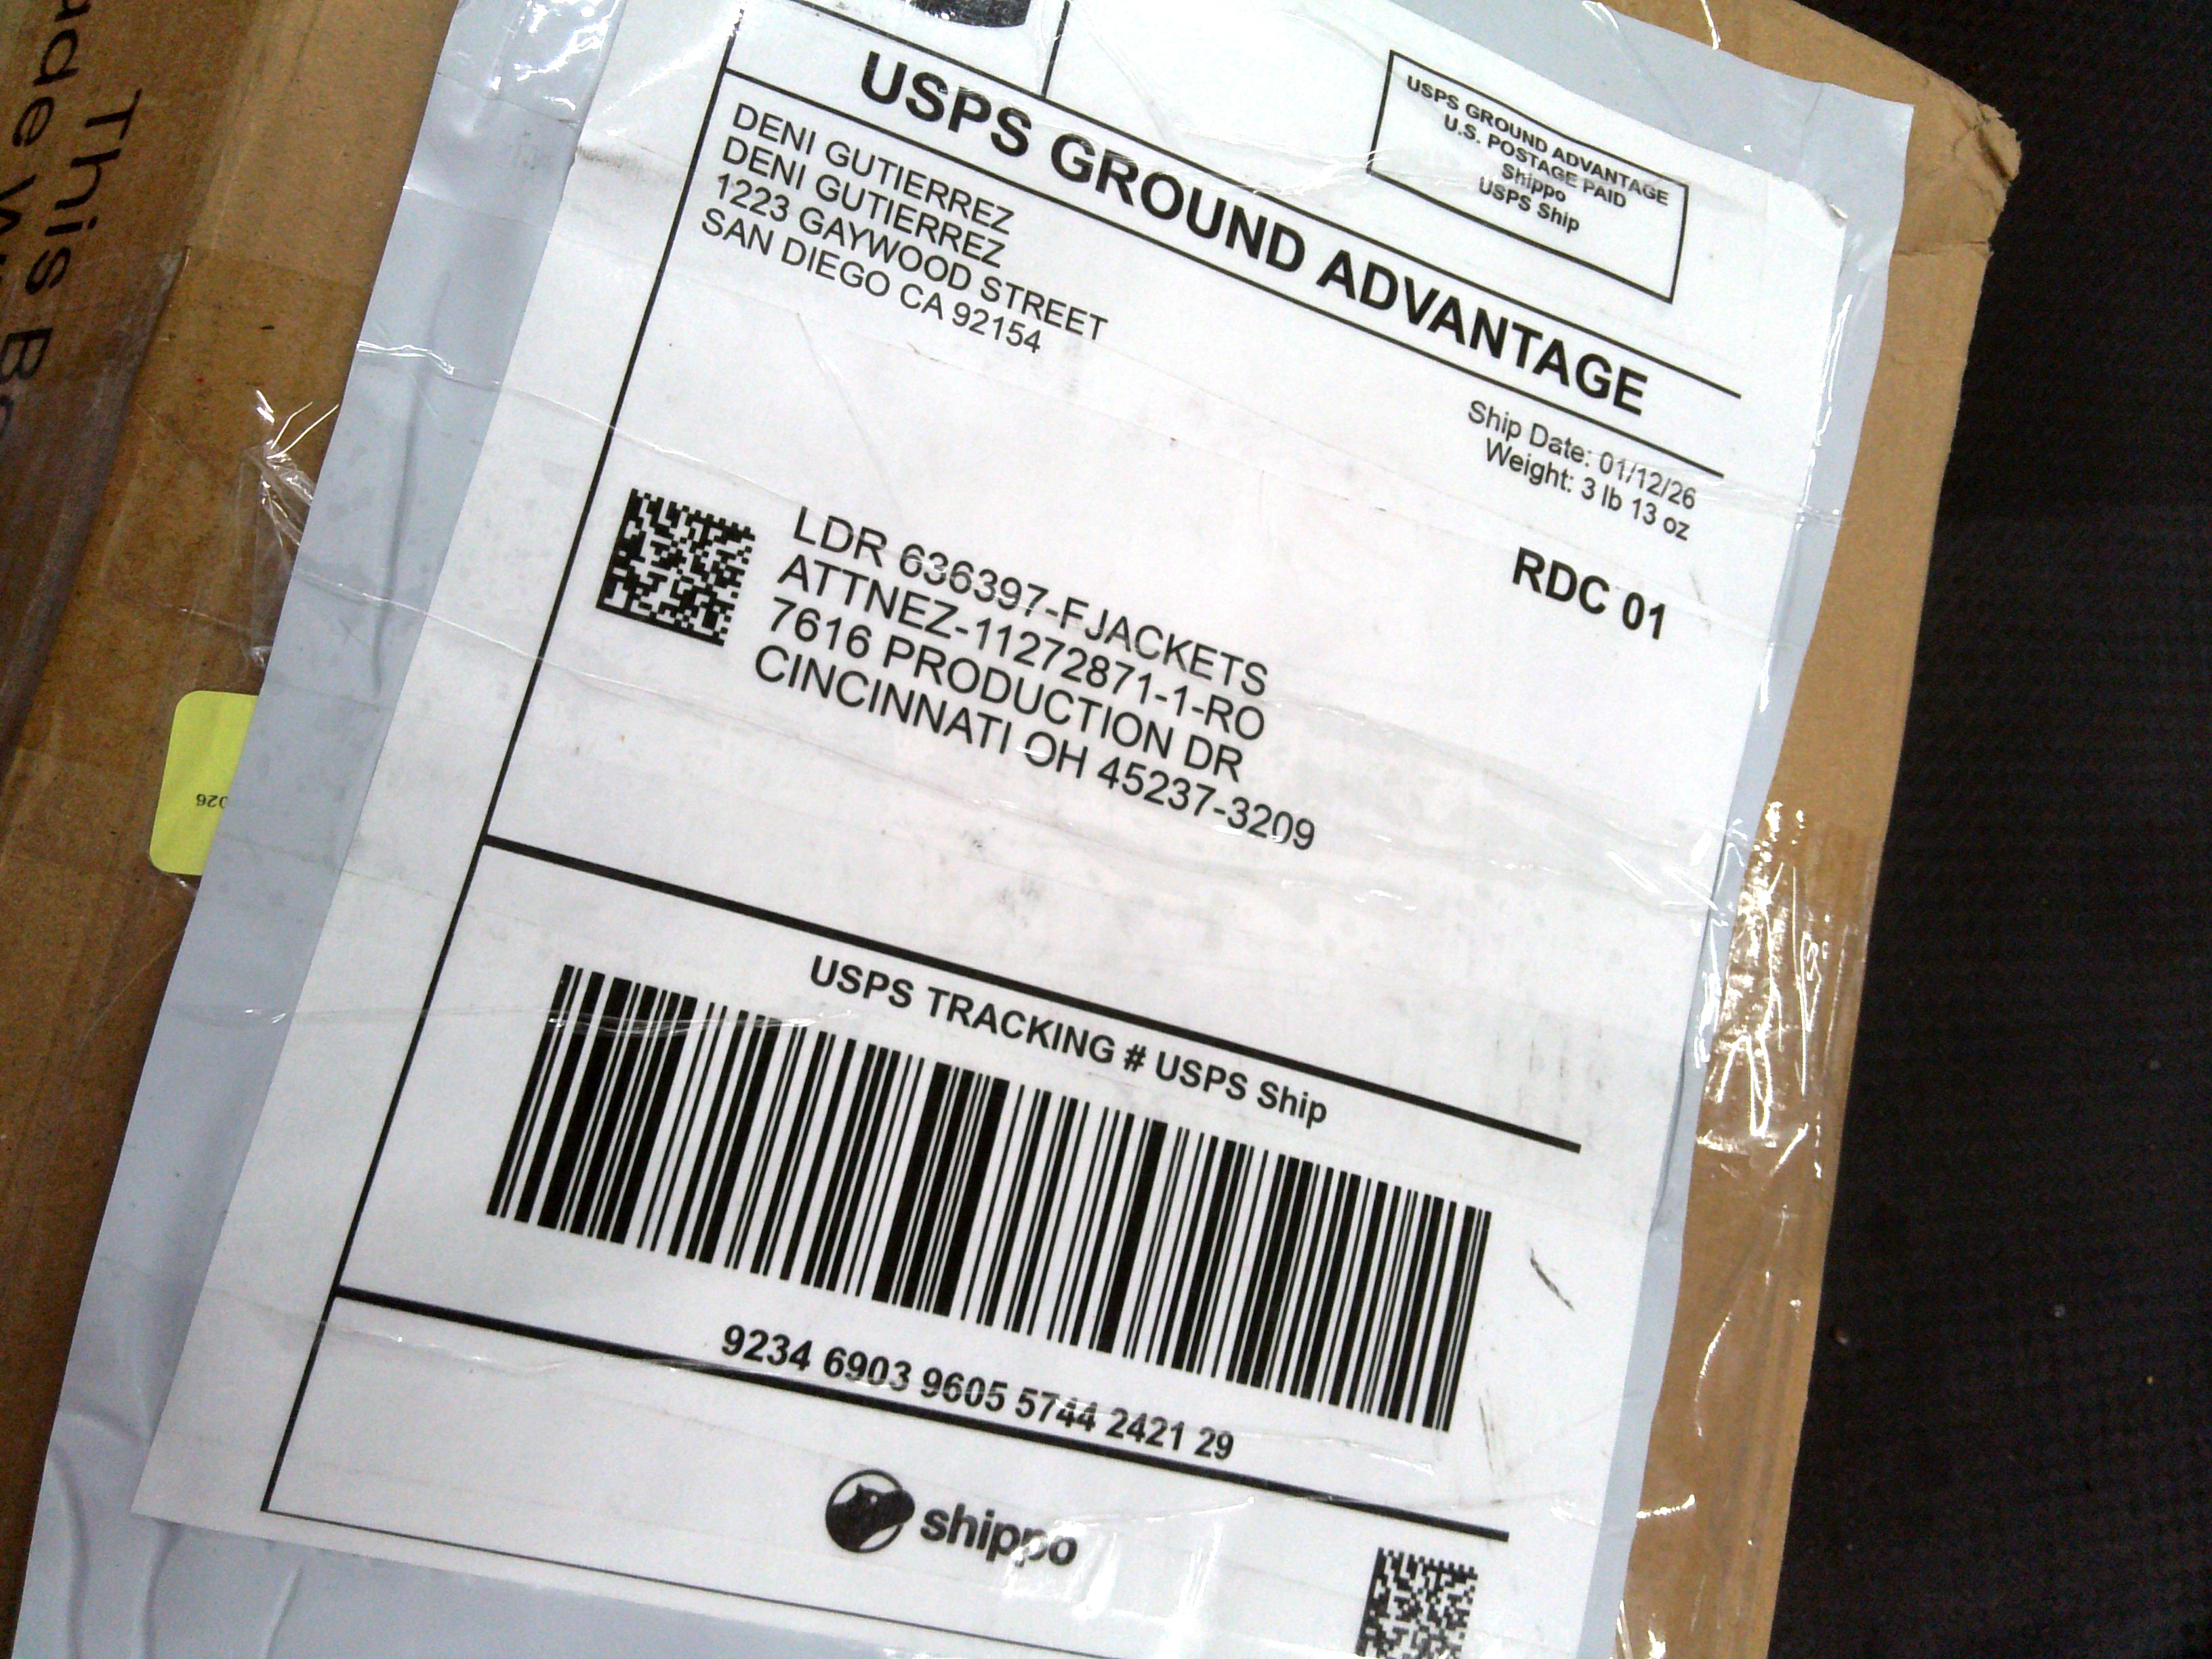 USPS GROUND ADVANTAGE
U.S. POSTAGE PAID
Shippo
USPS Ship
USPS GROUND ADVANTAGE
DENI GUTIERREZ
DENI GUTIERREZ
1223 GAYWOOD STREET
SAN DIEGO CA 92154
Ship Date: 01/12/26
Weight: 3 lb 13 oz
RDC 01
LDR 636397-FJACKETS
ATTNEZ-11272871-1-RO
7616 PRODUCTION DR
CINCINNATI OH 45237-3209
USPS TRACKING # USPS Ship
9234 6903 9605 5744 2421 29
shippo
This